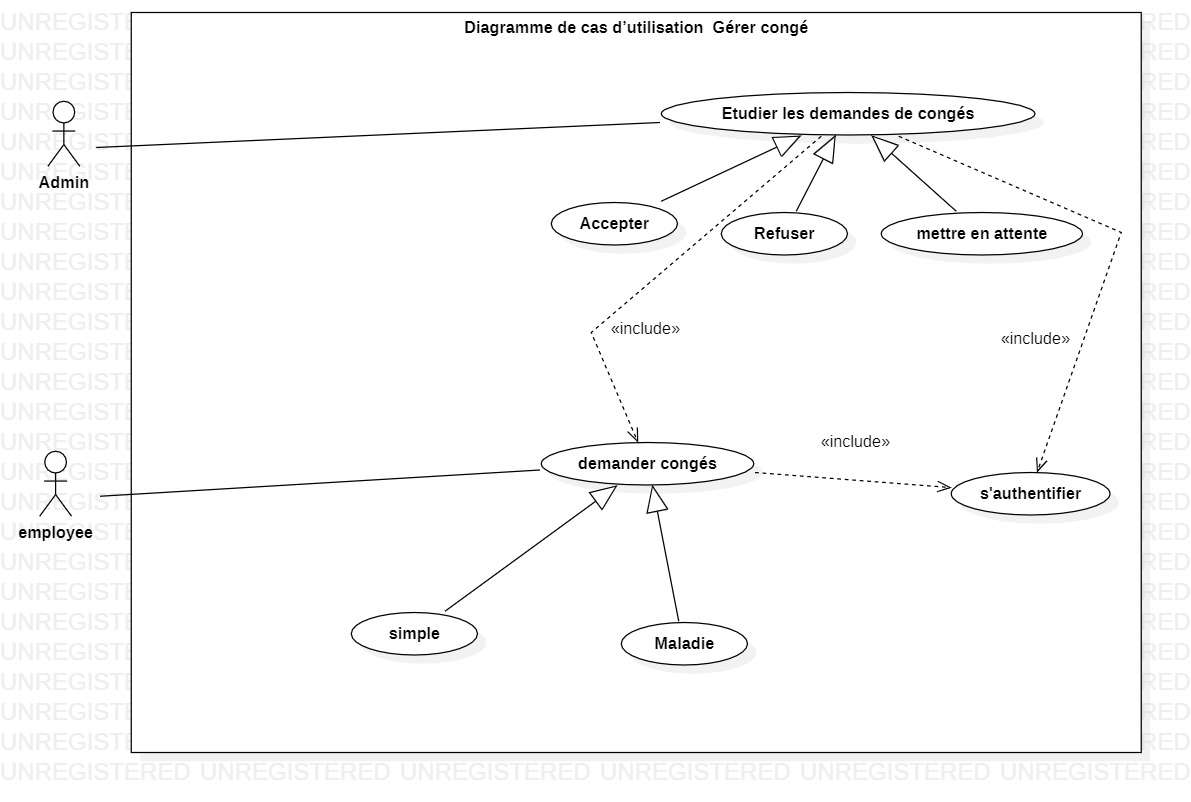 Diagramme de cas d’utilisation  Gérer congé
Etudier les demandes de congés
Admin
Accepter
Refuser
mettre en attente
«include»
«include»
«include»
demander congés
s'authentifier
employee
simple
Maladie
UNREGISTERED UNREGISTERED UNREGISTERED UNREGISTERED UNREGISTERED UNREGISTERED